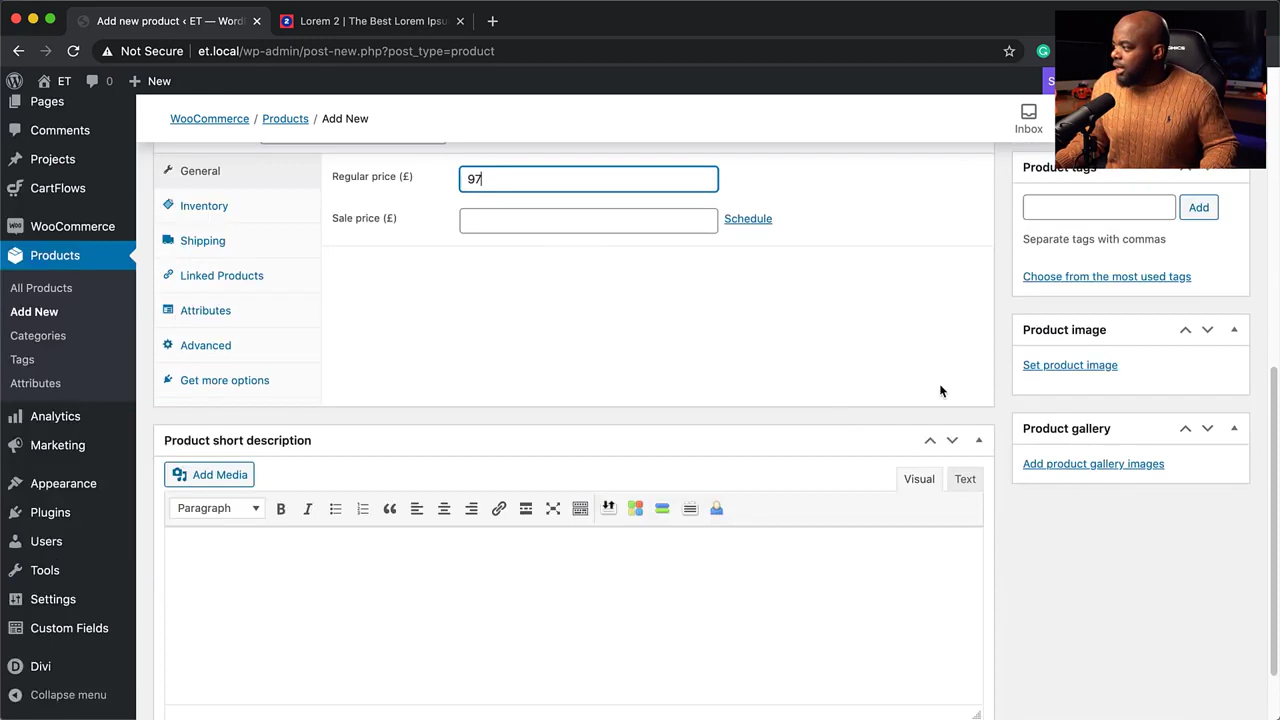 Add new product ‹ ET — Word
Lorem 2 | The Best Lorem Ipsu
Not Secure
et.local/wp-admin/post-new.php?post_type=product
ET
0
New
WooCommerce / Products / Add New
Inbox
Pages
Comments
Projects
CartFlows
WooCommerce
Products
All Products
Add New
Categories
Tags
Attributes
Analytics
Marketing
Appearance
Plugins
Users
Tools
Settings
Custom Fields
Divi
Collapse menu
General
Inventory
Shipping
Linked Products
Attributes
Advanced
Get more options
Regular price (£)
97
Sale price (£)
Schedule
Product short description
Add Media
Visual
Text
Paragraph
B I
Product tags
Add
Separate tags with commas
Choose from the most used tags
Product image
Set product image
Product gallery
Add product gallery images